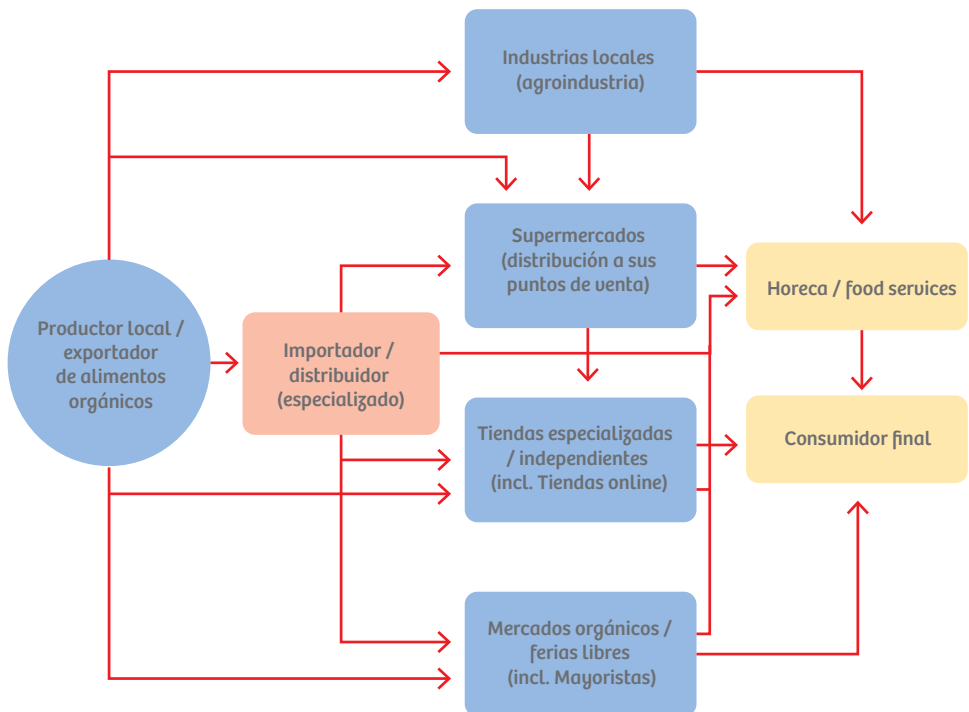 Industrias locales
(agroindustria)
Supermercados
(distribución a sus
puntos de venta)
Horeca / food services
Productor local /
exportador
de alimentos
orgánicos
Importador /
distribuidor
(especializado)
Tiendas especializadas
/ independientes
(incl. Tiendas online)
Consumidor final
Mercados orgánicos /
ferias libres
(incl. Mayoristas)